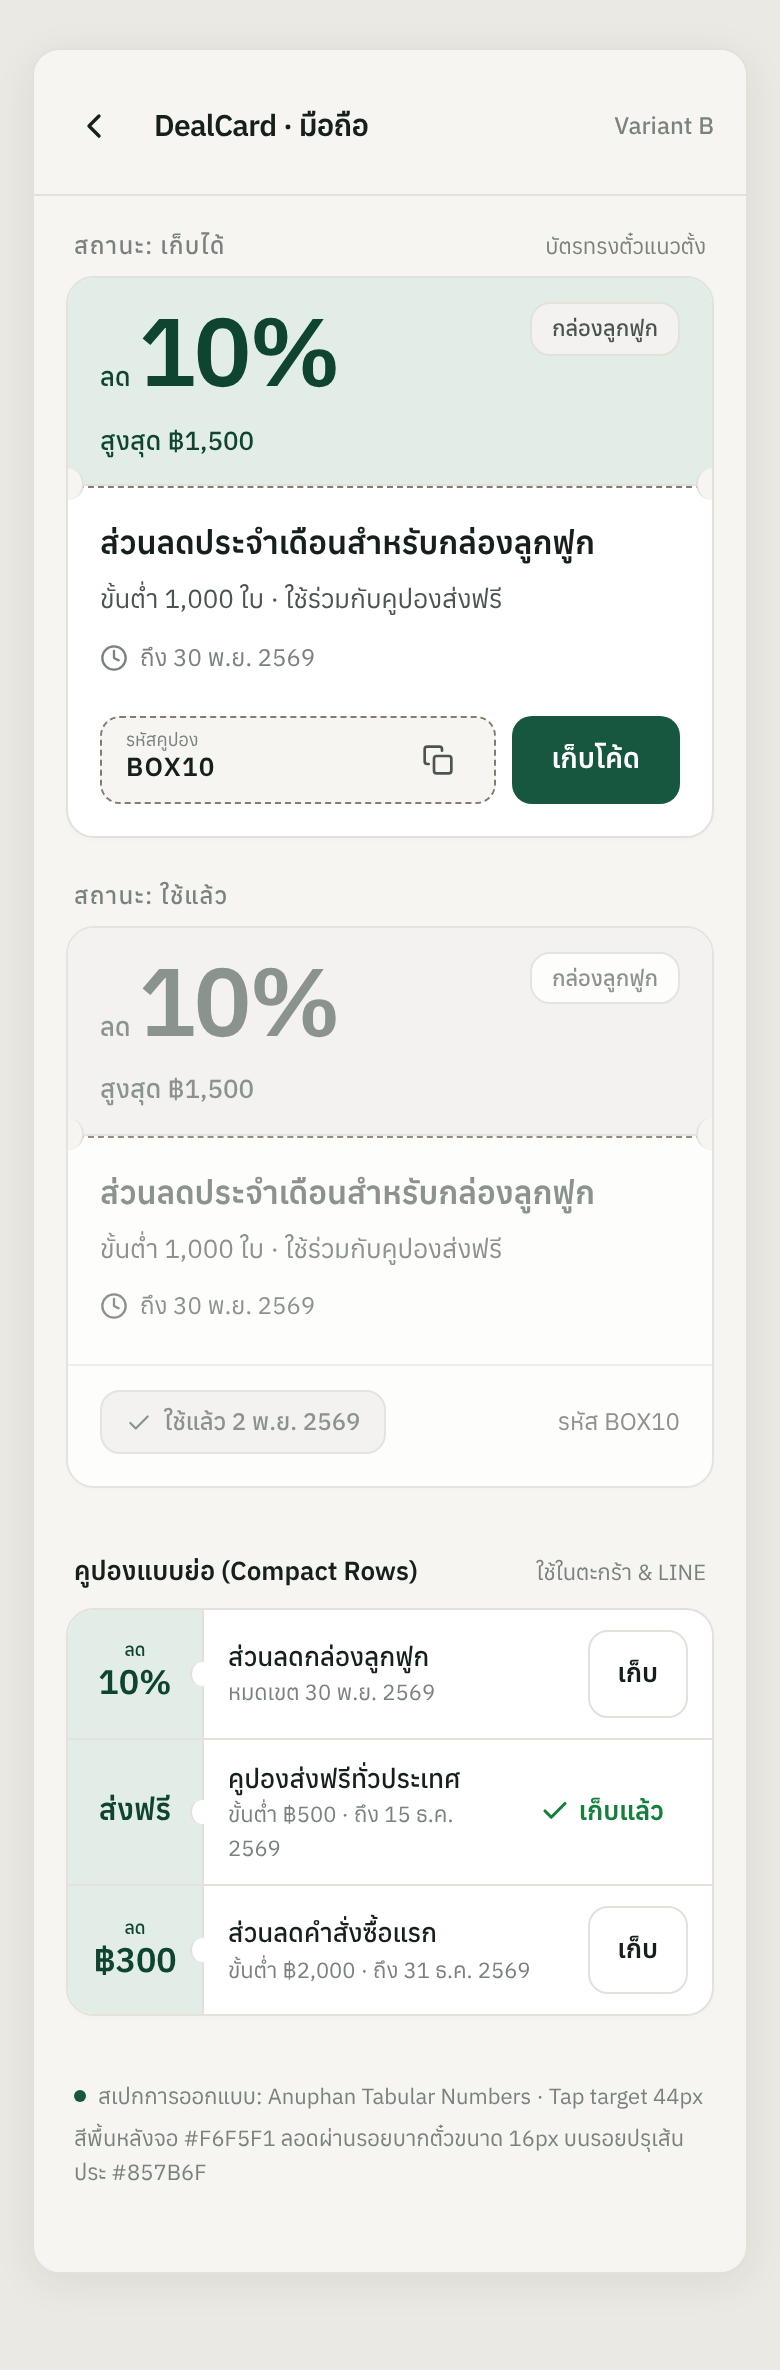 DealCard · มือถือ
Variant B
สถานะ: เก็บได้
บัตรทรงตั๋วแนวตั้ง
ลด 10%
กล่องลูกฟูก
สูงสุด ฿1,500
ส่วนลดประจำเดือนสำหรับกล่องลูกฟูก
ขั้นต่ำ 1,000 ใบ · ใช้ร่วมกับคูปองส่งฟรี
ถึง 30 พ.ย. 2569
รหัสคูปอง
BOX10
เก็บโค้ด
สถานะ: ใช้แล้ว
ลด 10%
กล่องลูกฟูก
สูงสุด ฿1,500
ส่วนลดประจำเดือนสำหรับกล่องลูกฟูก
ขั้นต่ำ 1,000 ใบ · ใช้ร่วมกับคูปองส่งฟรี
ถึง 30 พ.ย. 2569
ใช้แล้ว 2 พ.ย. 2569
รหัส BOX10
คูปองแบบย่อ (Compact Rows)
ใช้ในตะกร้า & LINE
ลด
10%
ส่วนลดกล่องลูกฟูก
หมดเขต 30 พ.ย. 2569
เก็บ
ส่งฟรี
คูปองส่งฟรีทั่วประเทศ
ขั้นต่ำ ฿500 · ถึง 15 ธ.ค.
2569
เก็บแล้ว
ลด
฿300
ส่วนลดคำสั่งซื้อแรก
ขั้นต่ำ ฿2,000 · ถึง 31 ธ.ค. 2569
เก็บ
สเปกการออกแบบ: Anuphan Tabular Numbers · Tap target 44px
สีพื้นหลังจอ #F6F5F1 ลอดผ่านรอยบากตั๋วขนาด 16px บนรอยปรุเส้น
ประ #857B6F